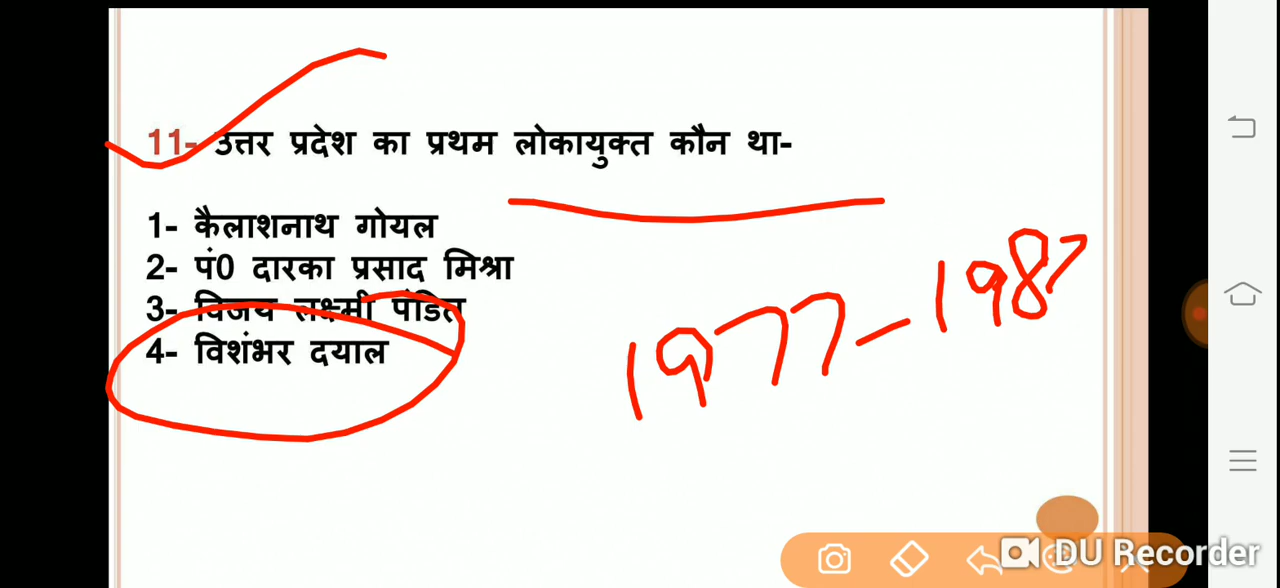 11- उत्तर प्रदेश का प्रथम लोकायुक्त कौन था-
1- कैलाशनाथ गोयल
2- पं0 दारका प्रसाद मिश्रा
3- विजय लक्ष्मी पंडित
4- विशंभर दयाल
1977-1982
DU Recorder